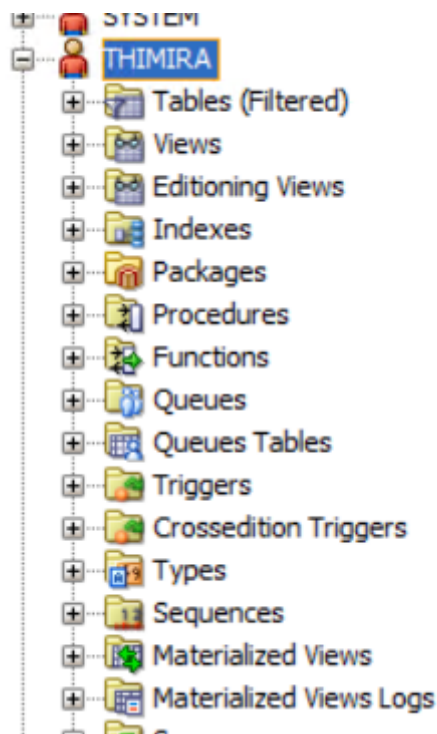 SYSTEM
THIMIRA
Tables (Filtered)
Views
Editioning Views
Indexes
Packages
Procedures
Functions
Queues
Queues Tables
Triggers
Crossedition Triggers
Types
Sequences
Materialized Views
Materialized Views Logs